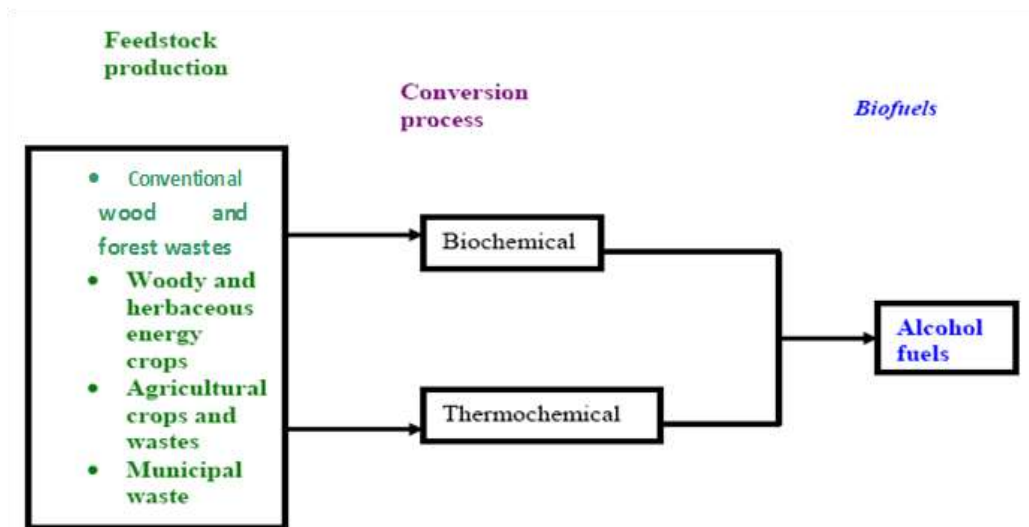 Feedstock
production
Conversion
process
Biofuels
• Conventional
wood and
forest wastes
• Woody and
herbaceous
energy
crops
• Agricultural
crops and
wastes
• Municipal
waste
Biochemical
Thermochemical
Alcohol
fuels